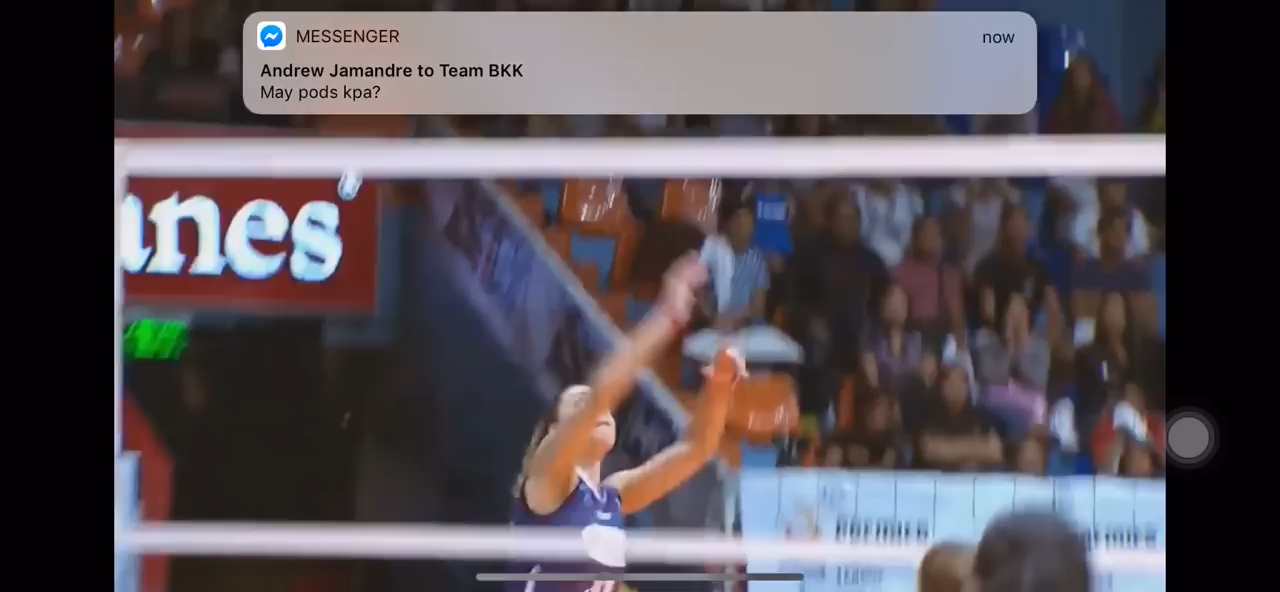 MESSENGER
now
Andrew Jamandre to Team BKK
May pods kpa?
anes